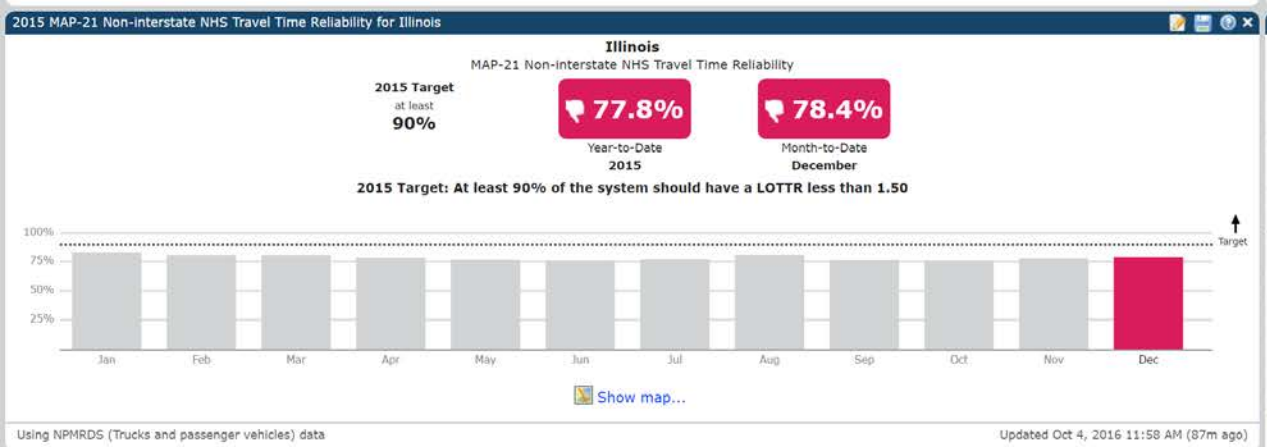 2015 MAP-21 Non-interstate NHS Travel Time Reliability for Illinois
Illinois
MAP-21 Non-interstate NHS Travel Time Reliability
2015 Target
at least
90%
77.8%
Year-to-Date
2015
78.4%
Month-to-Date
December
2015 Target: At least 90% of the system should have a LOTTR less than 1.50
100%
75%
50%
25%
Target
Jan Feb Mar Apr May Jun Jul Aug Sep Oct Nov Dec
Show map...
Using NPMRDS (Trucks and passenger vehicles) data
Updated Oct 4, 2016 11:58 AM (87m ago)